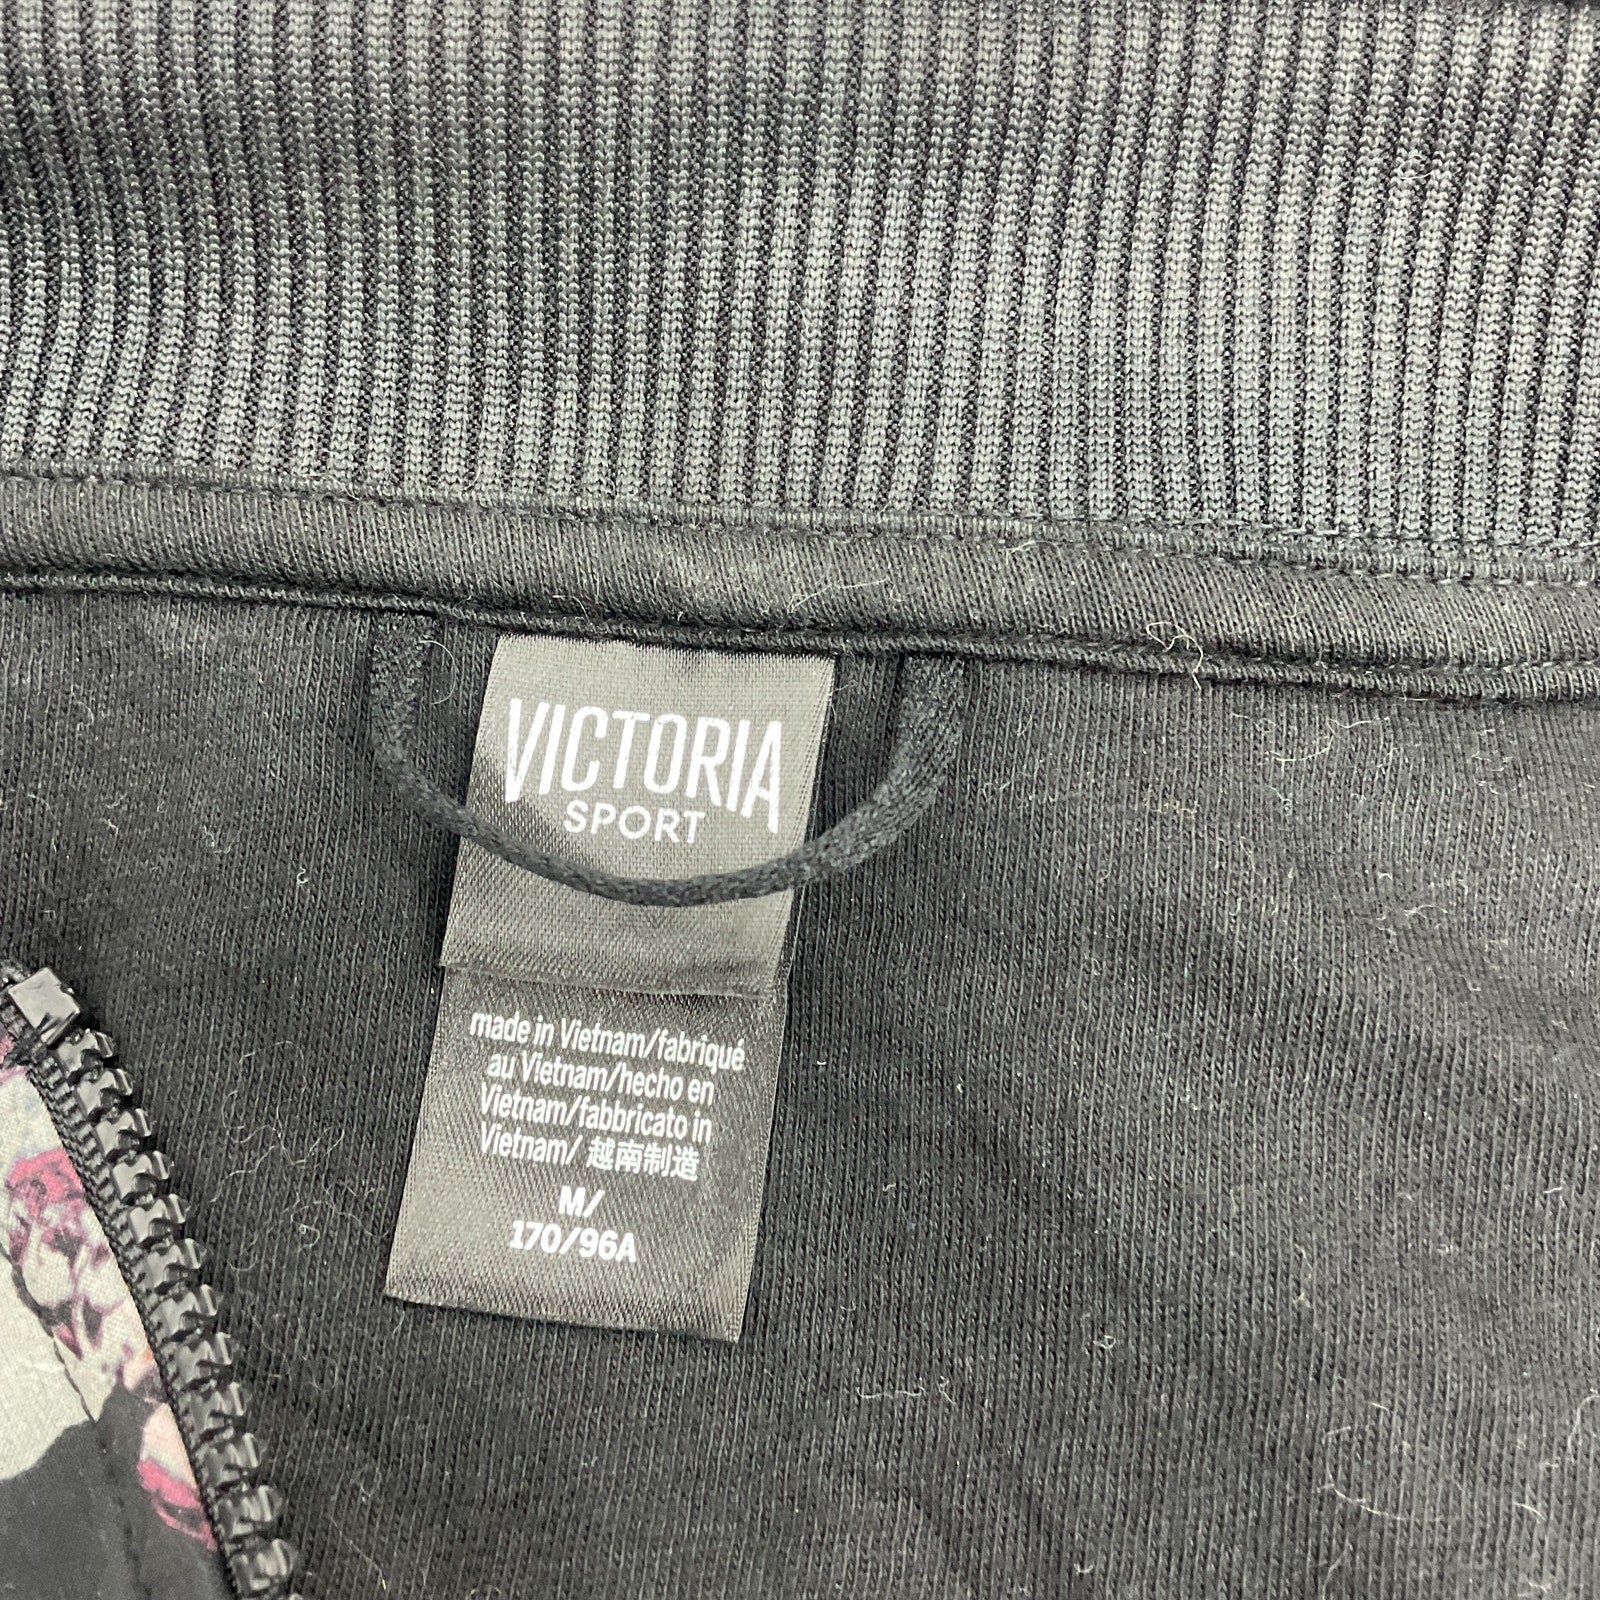 VICTORIA
SPORT
made in Vietnam/fabriqué
au Vietnam/hecho en
Vietnam/fabbricato in
Vietnam/ 越南制造
M/
170/96A